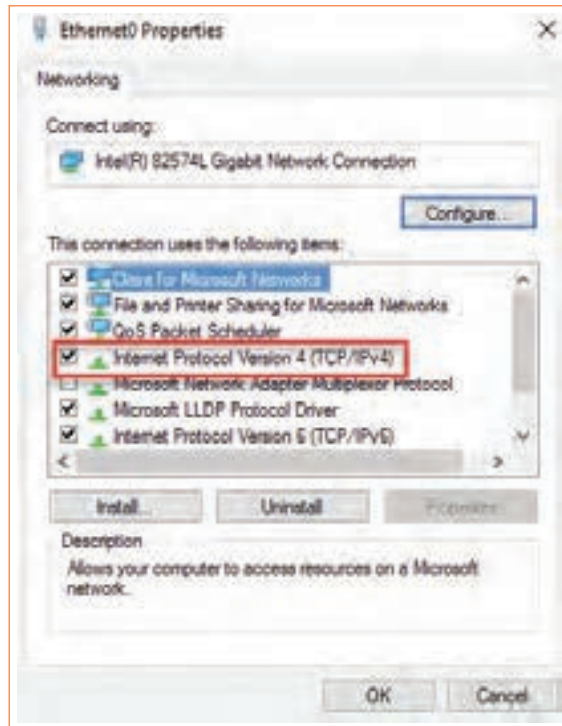 Ethernet0 Properties
Networking
Connect using:
Intel(R) 82574L Gigabit Network Connection
Configure...
This connection uses the following items:
Client for Microsoft Networks
File and Printer Sharing for Microsoft Networks
QoS Packet Scheduler
Internet Protocol Version 4 (TCP/IPv4)
Microsoft Network Adapter Multiplexor Protocol
Microsoft LLDP Protocol Driver
Internet Protocol Version 6 (TCP/IPv6)
Install... Uninstall Properties
Description
Allows your computer to access resources on a Microsoft
network.
OK Cancel